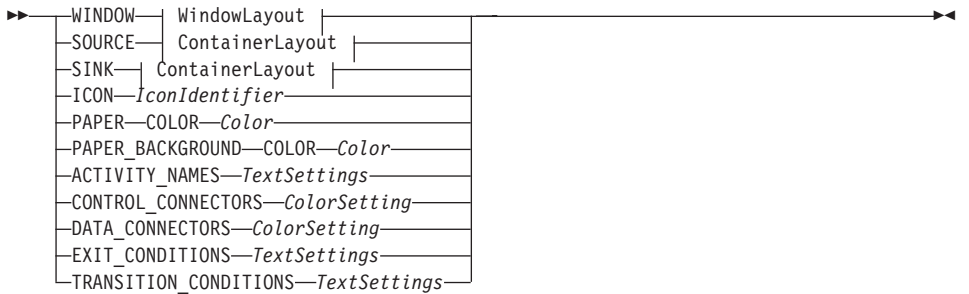 WINDOW WindowLayout
SOURCE ContainerLayout
SINK ContainerLayout
ICON IconIdentifier
PAPER COLOR Color
PAPER_BACKGROUND COLOR Color
ACTIVITY_NAMES TextSettings
CONTROL_CONNECTORS ColorSetting
DATA_CONNECTORS ColorSetting
EXIT_CONDITIONS TextSettings
TRANSITION_CONDITIONS TextSettings